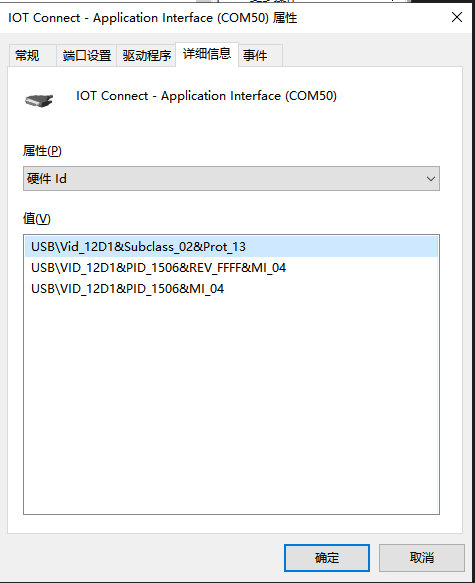 IOT Connect - Application Interface (COM50) 属性
常规 端口设置 驱动程序 详细信息 事件
IOT Connect - Application Interface (COM50)
属性(P)
硬件 Id
值(V)
USB\Vid_12D1&Subclass_02&Prot_13
USB\VID_12D1&PID_1506&REV_FFFF&MI_04
USB\VID_12D1&PID_1506&MI_04
确定 取消